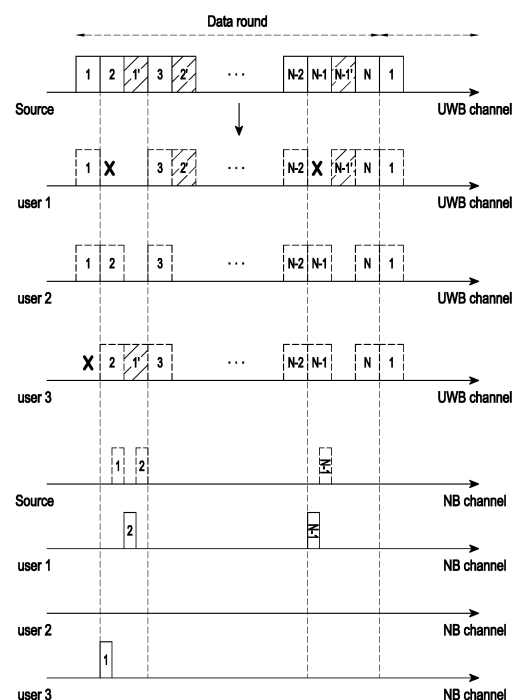 Data round
1 2 1' 3 2' ... N-2 N-1 N-1' N 1
Source UWB channel
1 X 3 2' ... N-2 X N-1' N 1
user 1 UWB channel
1 2 3 ... N-2 N-1 N 1
user 2 UWB channel
X 2 1' 3 ... N-2 N-1 N 1
user 3 UWB channel
1 2 N-1
Source NB channel
2 N-1
user 1 NB channel
user 2 NB channel
1
user 3 NB channel